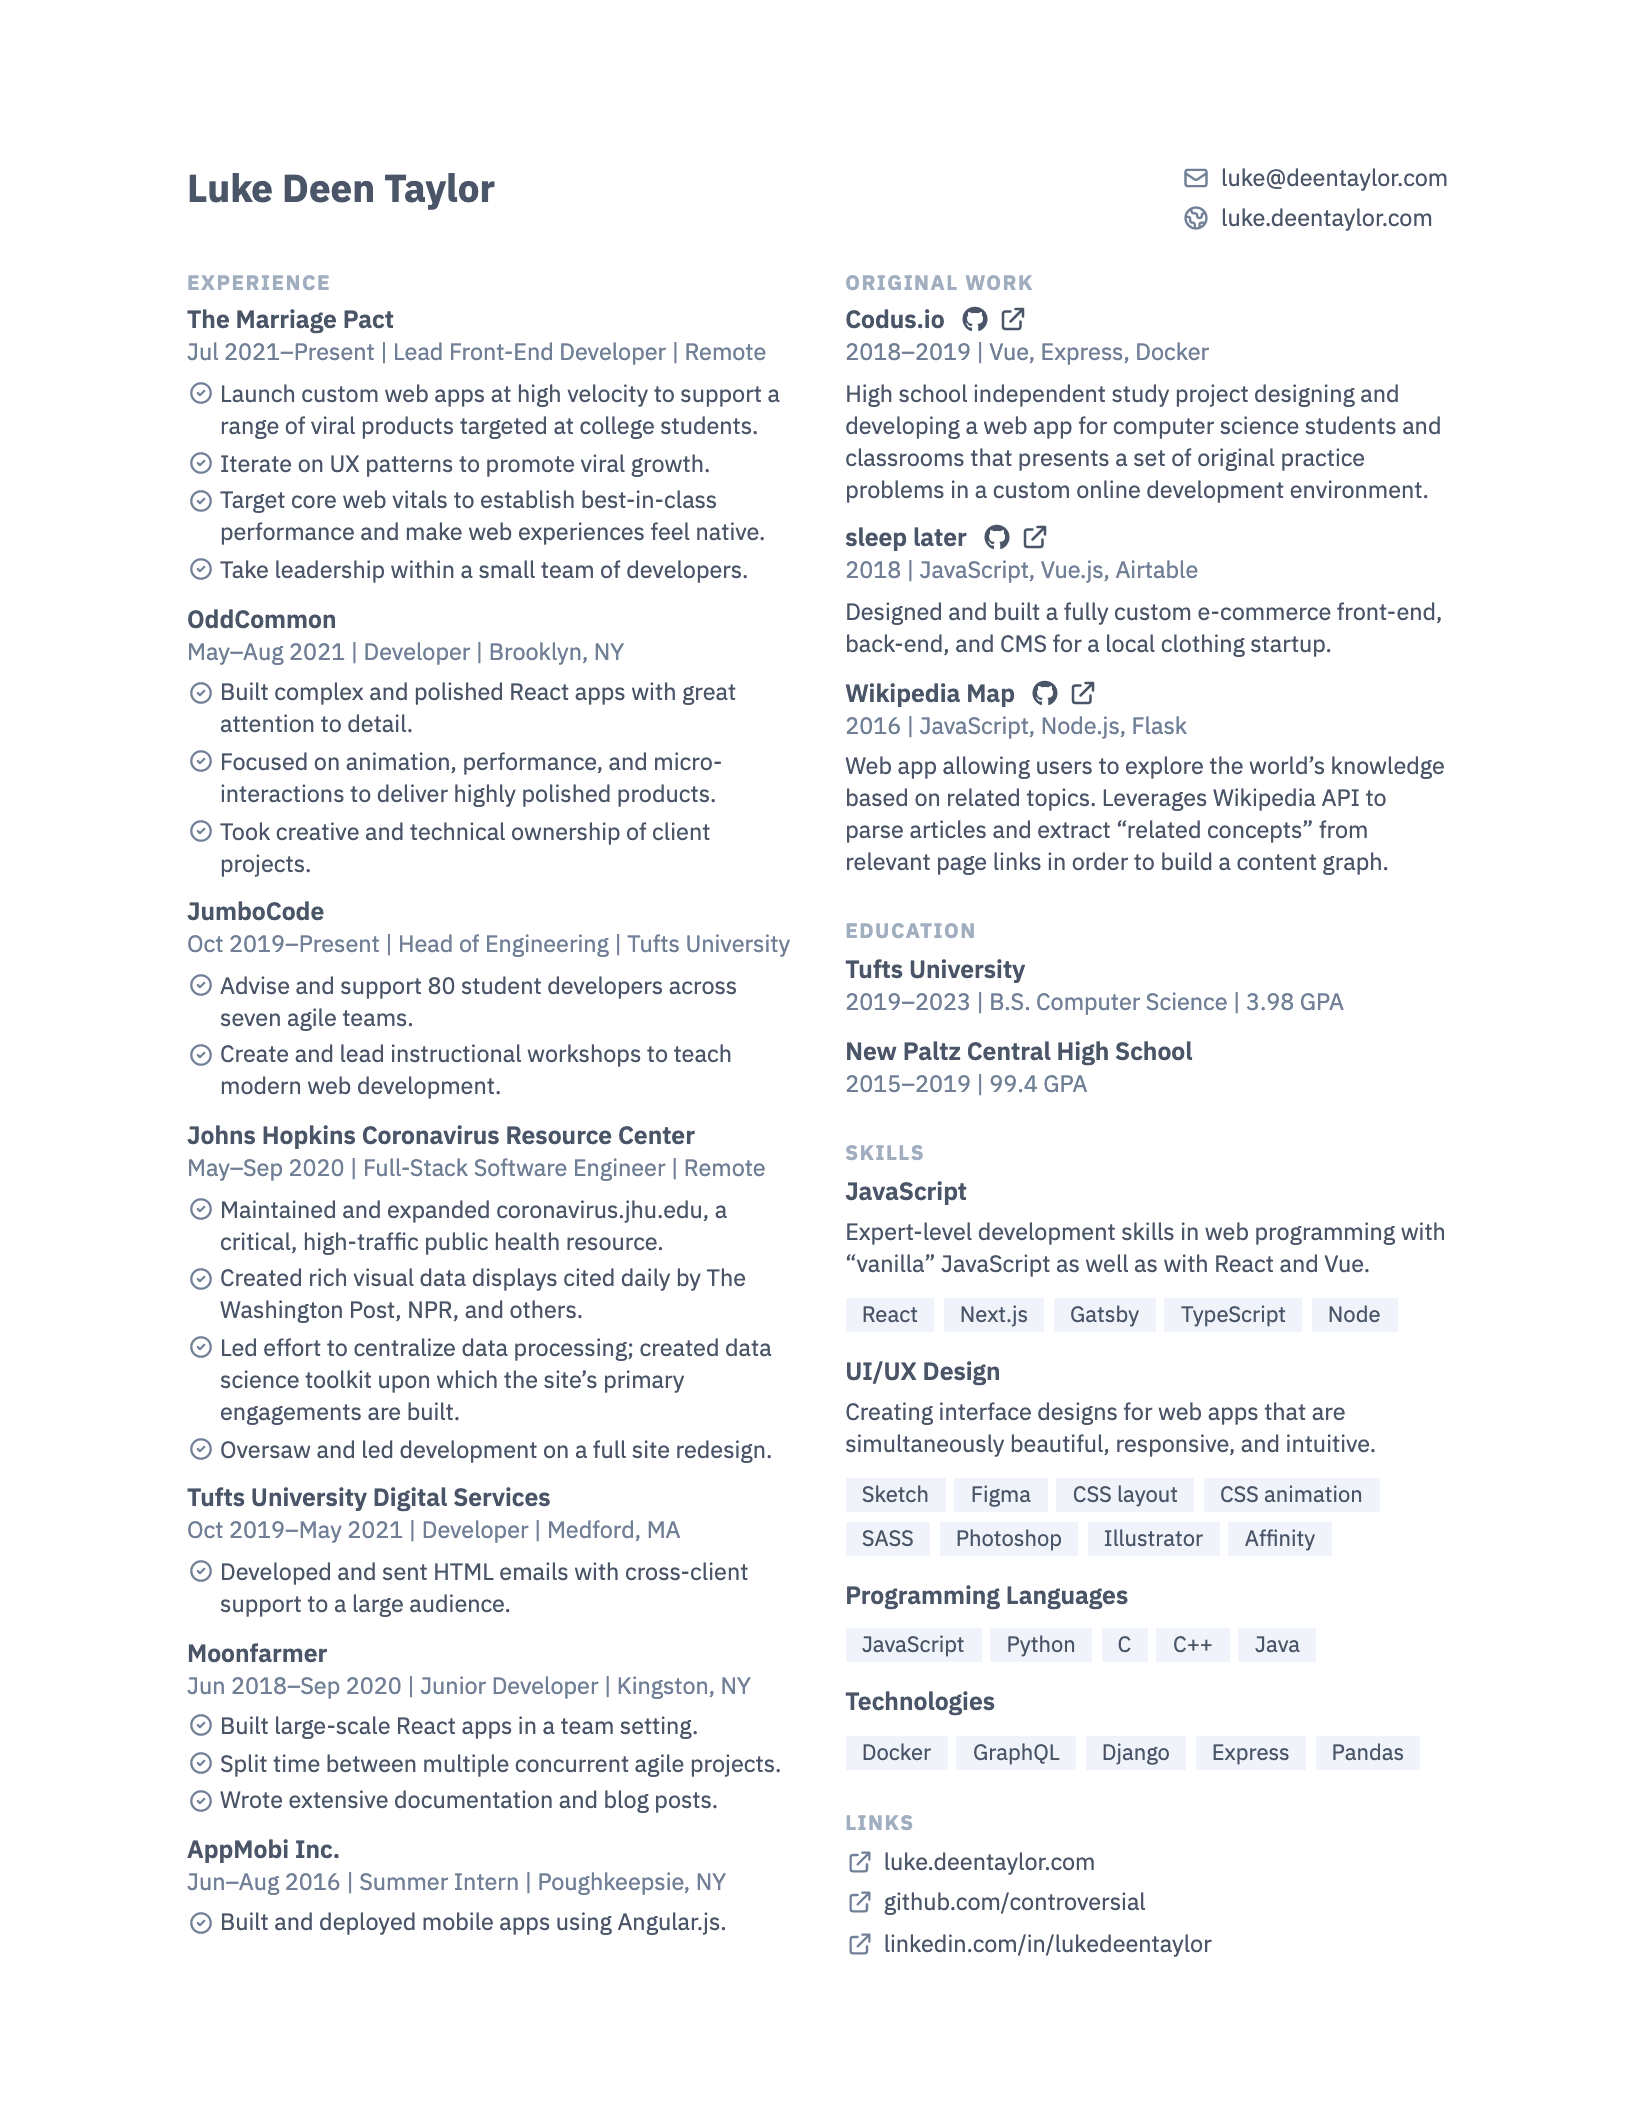 Luke Deen Taylor
luke@deentaylor.com
luke.deentaylor.com
EXPERIENCE
The Marriage Pact
Jul 2021–Present | Lead Front-End Developer | Remote
Launch custom web apps at high velocity to support a
range of viral products targeted at college students.
Iterate on UX patterns to promote viral growth.
Target core web vitals to establish best-in-class
performance and make web experiences feel native.
Take leadership within a small team of developers.
OddCommon
May–Aug 2021 | Developer | Brooklyn, NY
Built complex and polished React apps with great
attention to detail.
Focused on animation, performance, and micro-
interactions to deliver highly polished products.
Took creative and technical ownership of client
projects.
JumboCode
Oct 2019–Present | Head of Engineering | Tufts University
Advise and support 80 student developers across
seven agile teams.
Create and lead instructional workshops to teach
modern web development.
Johns Hopkins Coronavirus Resource Center
May–Sep 2020 | Full-Stack Software Engineer | Remote
Maintained and expanded coronavirus.jhu.edu, a
critical, high-traffic public health resource.
Created rich visual data displays cited daily by The
Washington Post, NPR, and others.
Led effort to centralize data processing; created data
science toolkit upon which the site’s primary
engagements are built.
Oversaw and led development on a full site redesign.
Tufts University Digital Services
Oct 2019–May 2021 | Developer | Medford, MA
Developed and sent HTML emails with cross-client
support to a large audience.
Moonfarmer
Jun 2018–Sep 2020 | Junior Developer | Kingston, NY
Built large-scale React apps in a team setting.
Split time between multiple concurrent agile projects.
Wrote extensive documentation and blog posts.
AppMobi Inc.
Jun–Aug 2016 | Summer Intern | Poughkeepsie, NY
Built and deployed mobile apps using Angular.js.
ORIGINAL WORK
Codus.io
2018–2019 | Vue, Express, Docker
High school independent study project designing and
developing a web app for computer science students and
classrooms that presents a set of original practice
problems in a custom online development environment.
sleep later
2018 | JavaScript, Vue.js, Airtable
Designed and built a fully custom e-commerce front-end,
back-end, and CMS for a local clothing startup.
Wikipedia Map
2016 | JavaScript, Node.js, Flask
Web app allowing users to explore the world’s knowledge
based on related topics. Leverages Wikipedia API to
parse articles and extract “related concepts” from
relevant page links in order to build a content graph.
EDUCATION
Tufts University
2019–2023 | B.S. Computer Science | 3.98 GPA
New Paltz Central High School
2015–2019 | 99.4 GPA
SKILLS
JavaScript
Expert-level development skills in web programming with
“vanilla” JavaScript as well as with React and Vue.
React Next.js Gatsby TypeScript Node
UI/UX Design
Creating interface designs for web apps that are
simultaneously beautiful, responsive, and intuitive.
Sketch Figma CSS layout CSS animation
SASS Photoshop Illustrator Affinity
Programming Languages
JavaScript Python C C++ Java
Technologies
Docker GraphQL Django Express Pandas
LINKS
luke.deentaylor.com
github.com/controversial
linkedin.com/in/lukedeentaylor